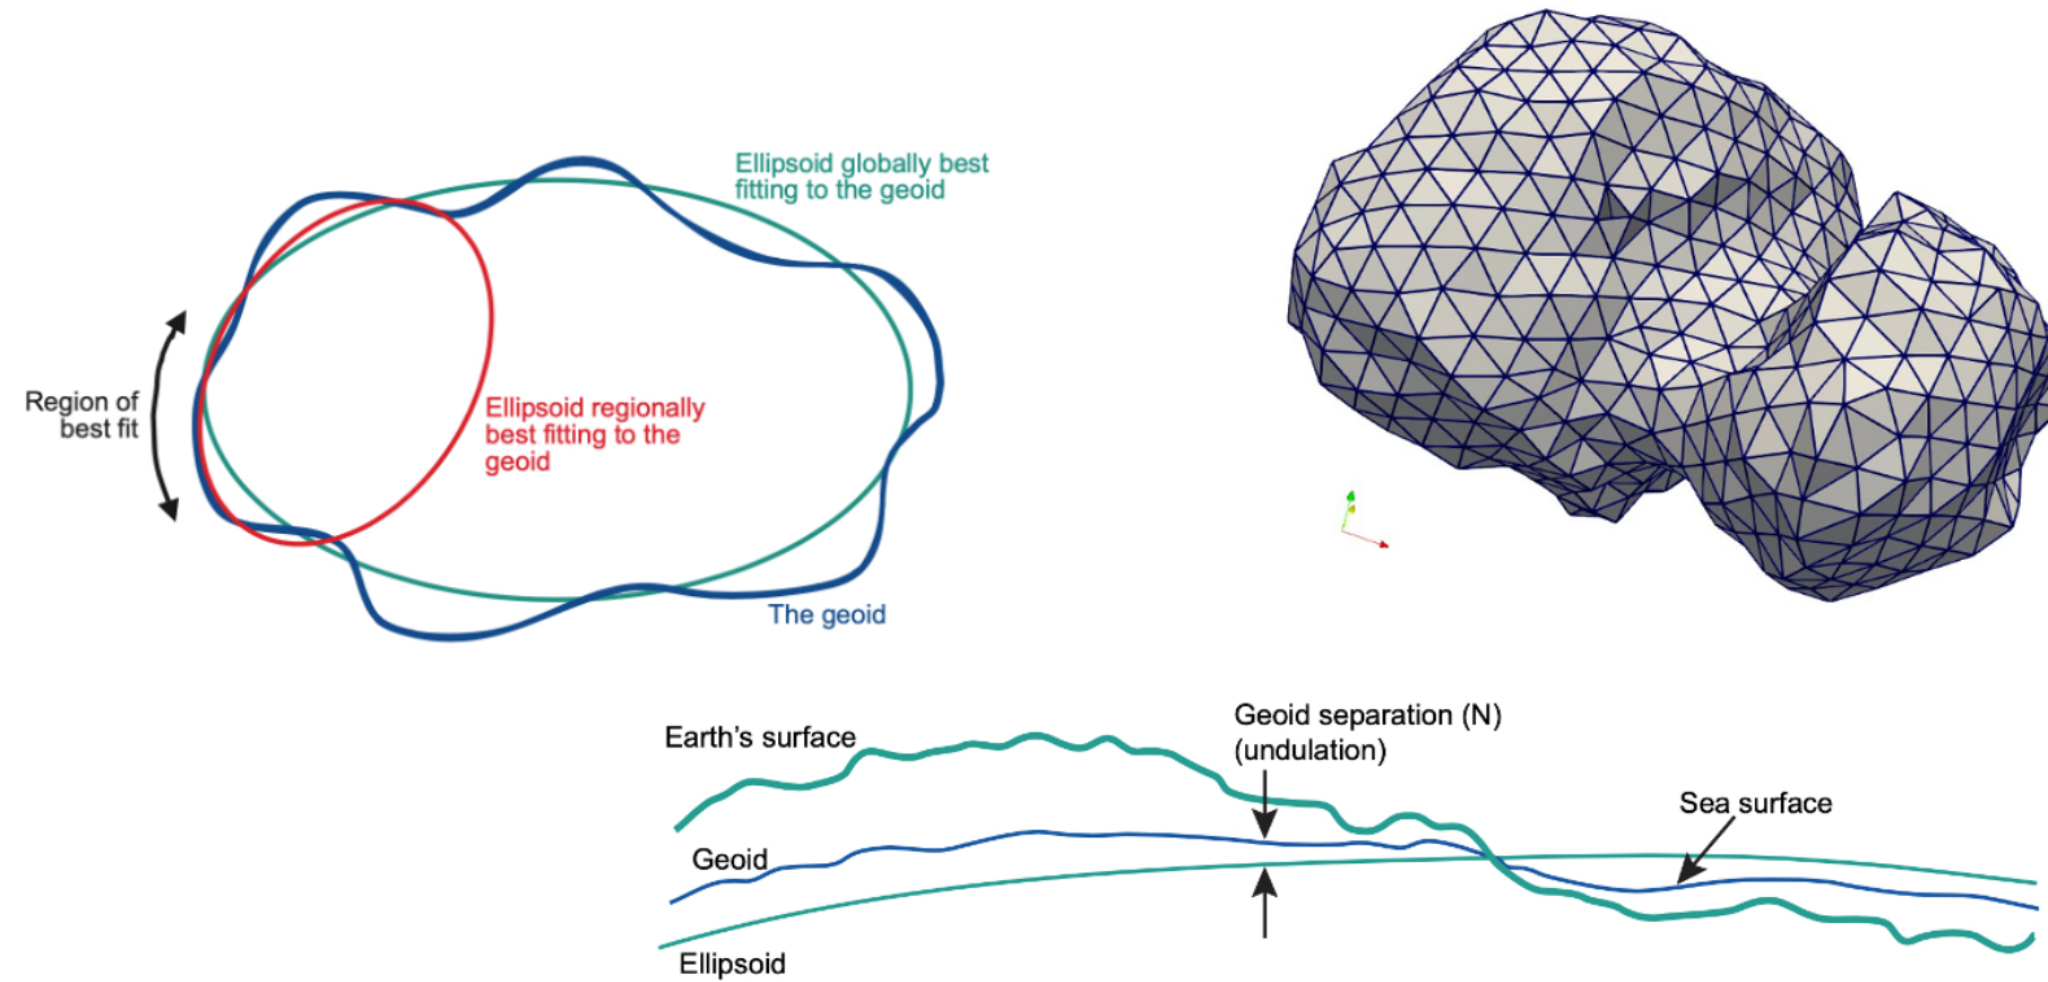 Ellipsoid globally best
fitting to the geoid
Region of
best fit
Ellipsoid regionally
best fitting to the
geoid
The geoid
Geoid separation (N)
(undulation)
Earth's surface
Sea surface
Geoid
Ellipsoid